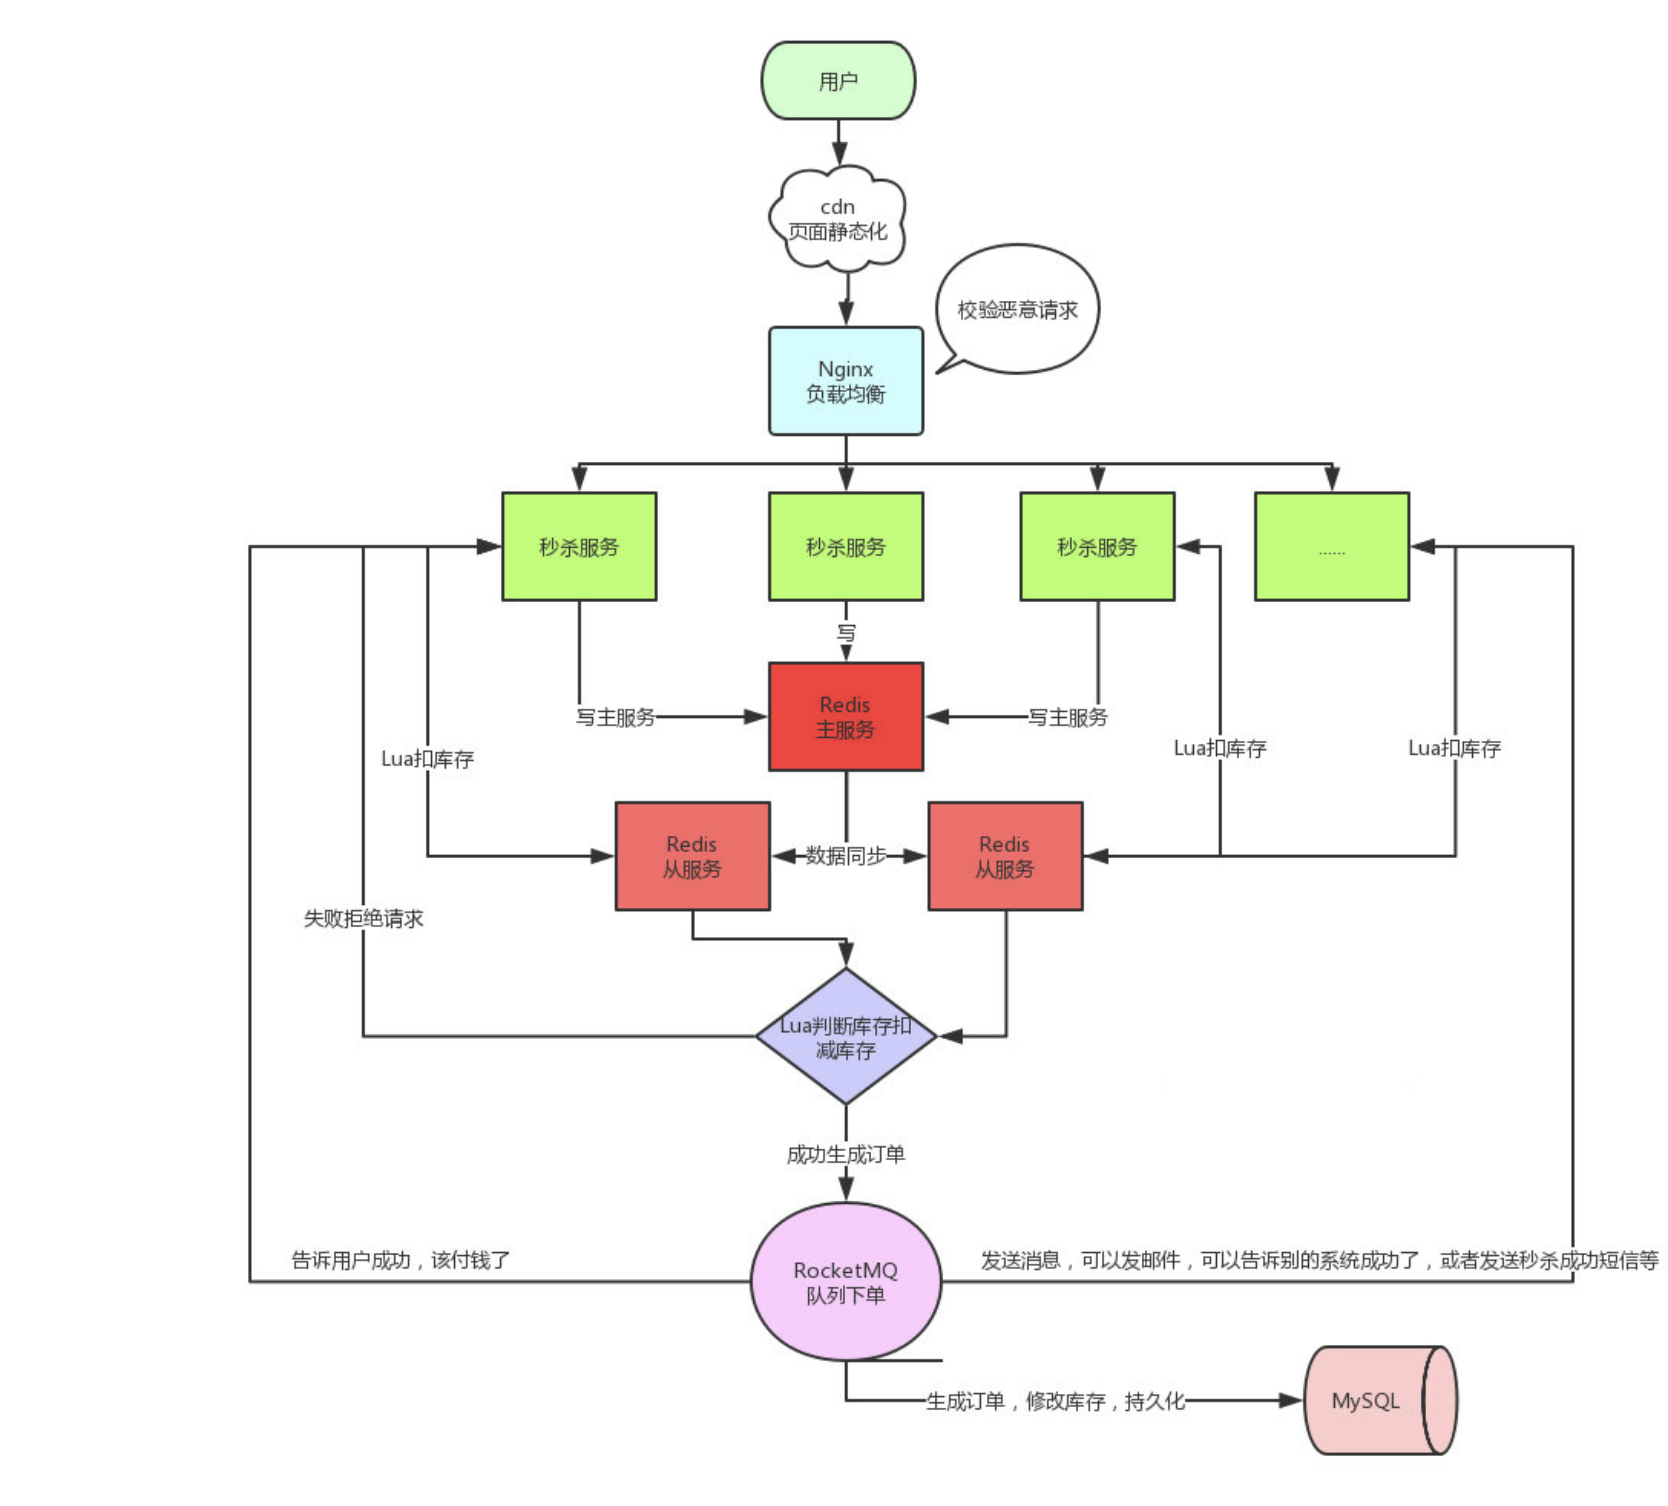 用户
cdn
页面静态化
校验恶意请求
Nginx
负载均衡
秒杀服务
秒杀服务
秒杀服务
......
写
Redis
主服务
写主服务
写主服务
Lua扣库存
Lua扣库存
Lua扣库存
Redis
从服务
数据同步
Redis
从服务
失败拒绝请求
Lua判断库存扣
减库存
成功生成订单
告诉用户成功，该付钱了
发送消息，可以发邮件，可以告诉别的系统成功了，或者发送秒杀成功短信等
RocketMQ
队列下单
生成订单，修改库存，持久化
MySQL